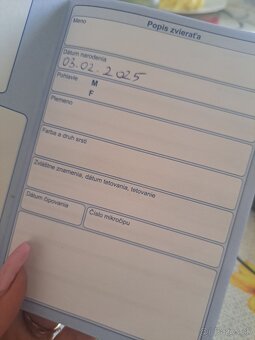 Popis zvieraťa
Meno
Dátum narodenia
03.02.2025
Pohlavie M
F
Plemeno
Farba a druh srsti
Zvláštne znamenia, dátum tetovania, tetovanie
Dátum čipovania
Číslo mikročipu